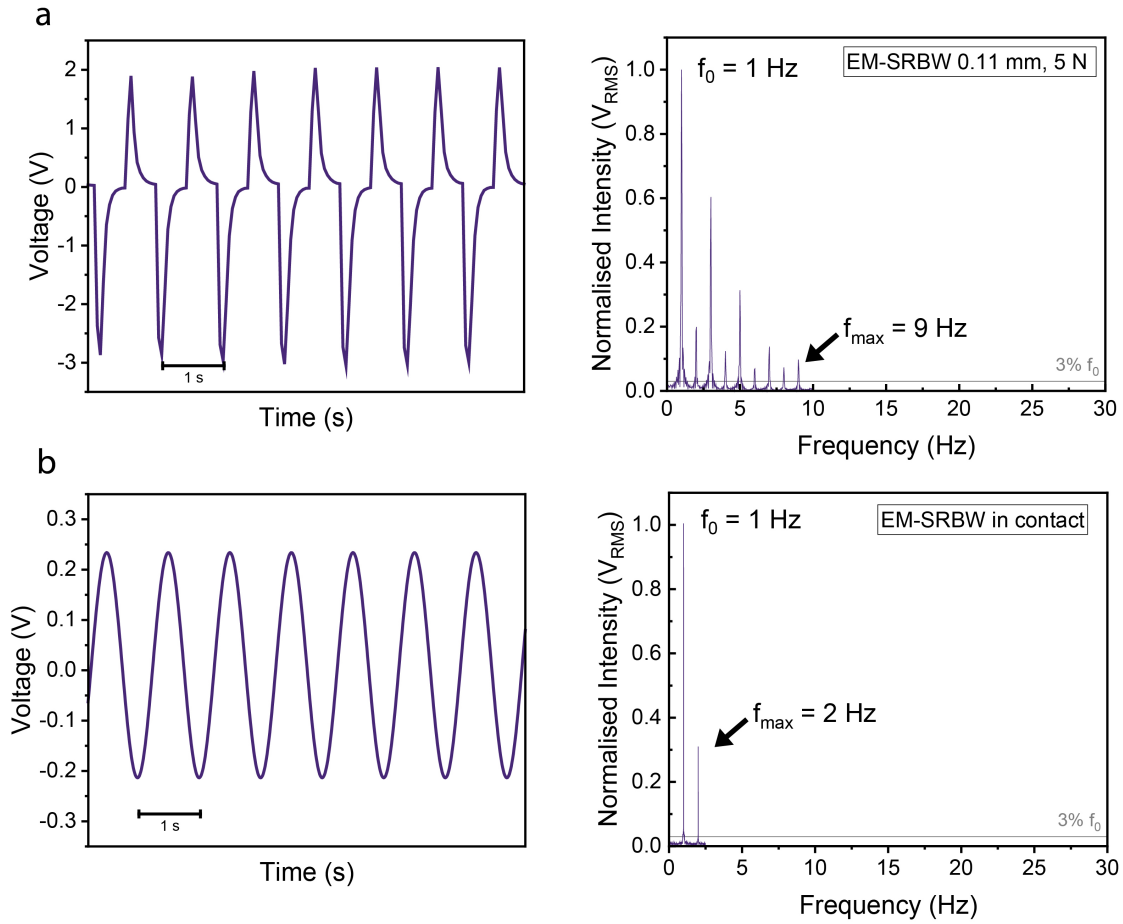 a
2
1
0
-1
-2
-3
Voltage (V)
1 s
Time (s)
1.0
0.8
0.6
0.4
0.2
0.0
Normalised Intensity (V_RMS)
f₀ = 1 Hz
EM-SRBW 0.11 mm, 5 N
f_max = 9 Hz
3% f₀
0 5 10 15 20 25 30
Frequency (Hz)
b
0.3
0.2
0.1
0.0
-0.1
-0.2
-0.3
Voltage (V)
1 s
Time (s)
1.0
0.8
0.6
0.4
0.2
0.0
Normalised Intensity (V_RMS)
f₀ = 1 Hz
EM-SRBW in contact
f_max = 2 Hz
3% f₀
0 5 10 15 20 25 30
Frequency (Hz)